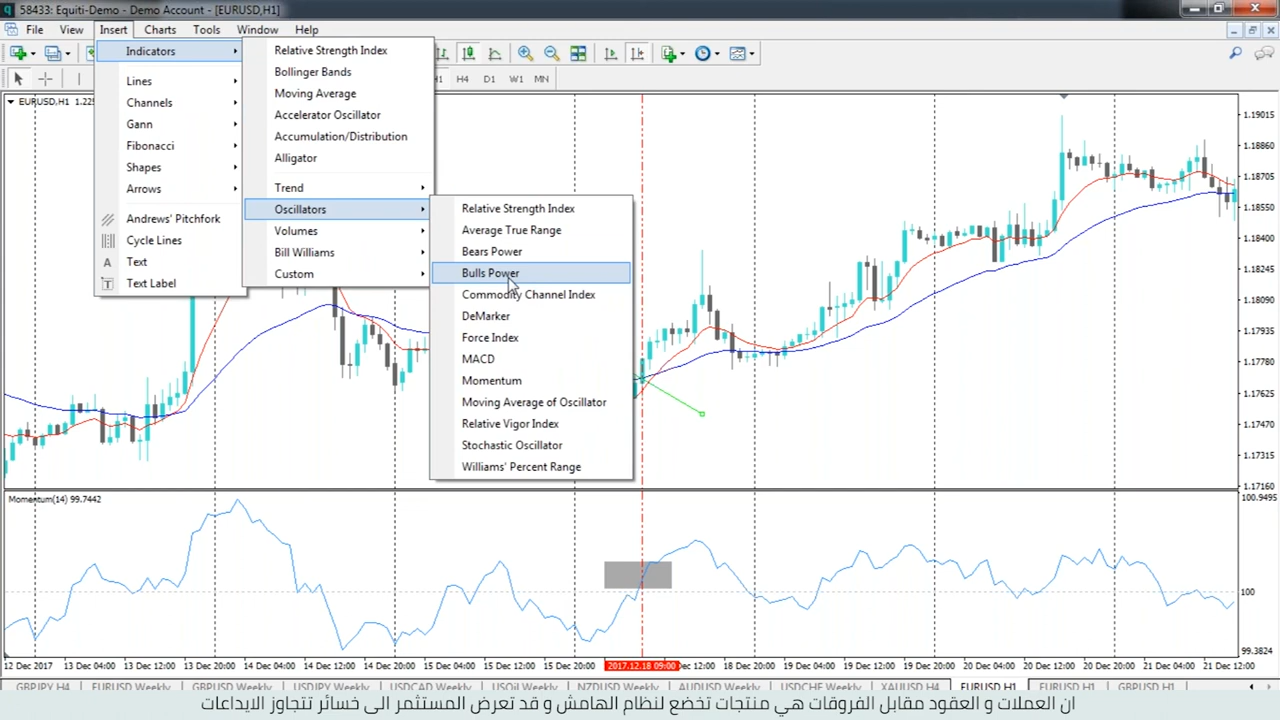 58433: Equiti-Demo - Demo Account - [EURUSD,H1]
File View Insert Charts Tools Window Help
Indicators
Lines
Channels
Gann
Fibonacci
Shapes
Arrows
Andrews' Pitchfork
Cycle Lines
Text
Text Label
Relative Strength Index
Bollinger Bands
Moving Average
Accelerator Oscillator
Accumulation/Distribution
Alligator
Trend
Oscillators
Volumes
Bill Williams
Custom
Relative Strength Index
Average True Range
Bears Power
Bulls Power
Commodity Channel Index
DeMarker
Force Index
MACD
Momentum
Moving Average of Oscillator
Relative Vigor Index
Stochastic Oscillator
Williams' Percent Range
H4 D1 W1 MN
EURUSD,H1
1.19015
1.18860
1.18705
1.18550
1.18400
1.18245
1.18090
1.17935
1.17780
1.17625
1.17470
1.17315
1.17160
Momentum(14) 99.7442
100.9495
100
99.3824
12 Dec 2017 13 Dec 04:00 13 Dec 12:00 13 Dec 20:00 14 Dec 04:00 14 Dec 12:00 14 Dec 20:00 15 Dec 04:00 15 Dec 12:00 15 Dec 20:00 2017.12.18 09:00 12:00 18 Dec 20:00 19 Dec 04:00 19 Dec 12:00 19 Dec 20:00 20 Dec 04:00 20 Dec 12:00 20 Dec 20:00 21 Dec 04:00 21 Dec 12:00
GBPJPY,H4 EURUSD,Weekly GBPUSD,Weekly USDJPY,Weekly USDCAD,Weekly USOil,Weekly NZDUSD,Weekly AUDUSD,Weekly USDCHF,Weekly XAUUSD,H4 EURUSD,H1 EURUSD,H1 GBPUSD,H1
ان العملات و العقود مقابل الفروقات هي منتجات تخضع لنظام الهامش و قد تعرض المستثمر الى خسائر تتجاوز الايداعات